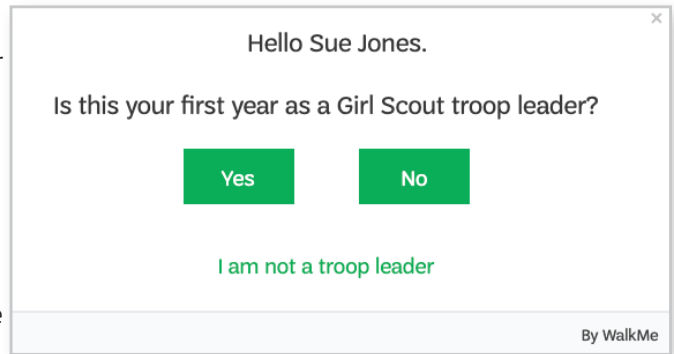 Hello Sue Jones.
Is this your first year as a Girl Scout troop leader?
Yes
No
I am not a troop leader
By WalkMe